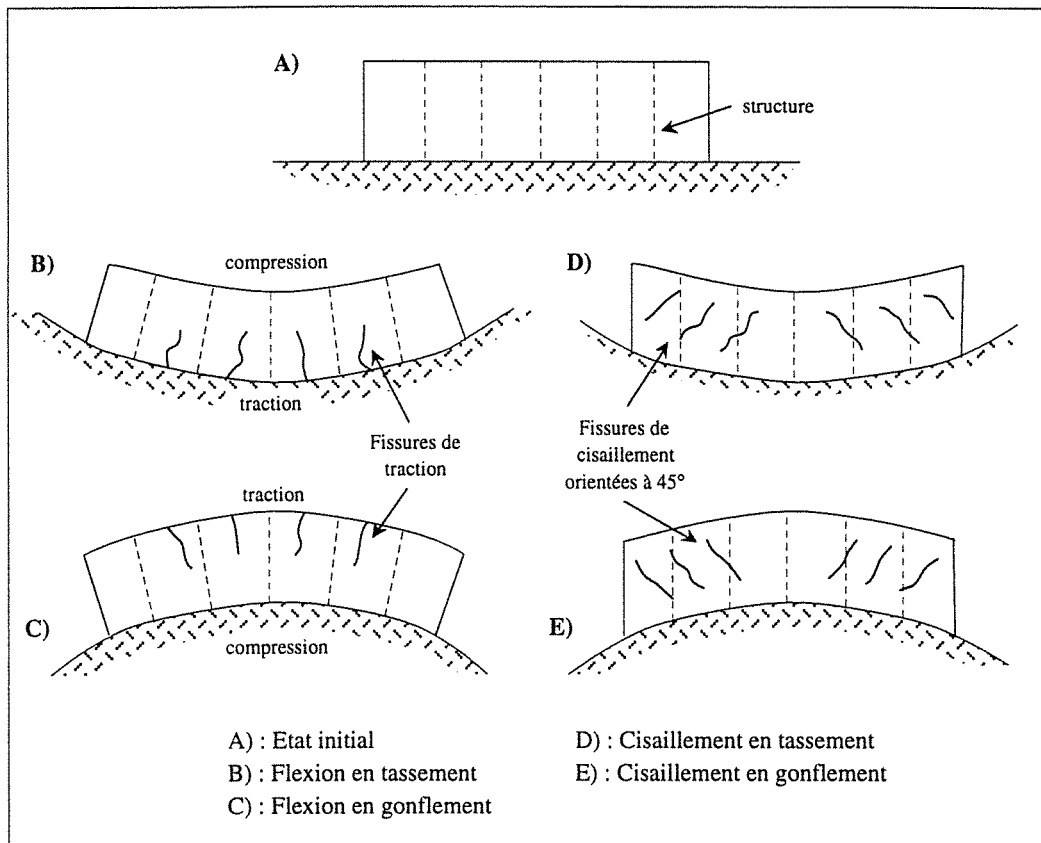 A)
structure
B)
compression
traction
Fissures de
traction
D)
Fissures de
cisaillement
orientées à 45°
traction
C)
compression
E)
A) : Etat initial
B) : Flexion en tassement
C) : Flexion en gonflement
D) : Cisaillement en tassement
E) : Cisaillement en gonflement